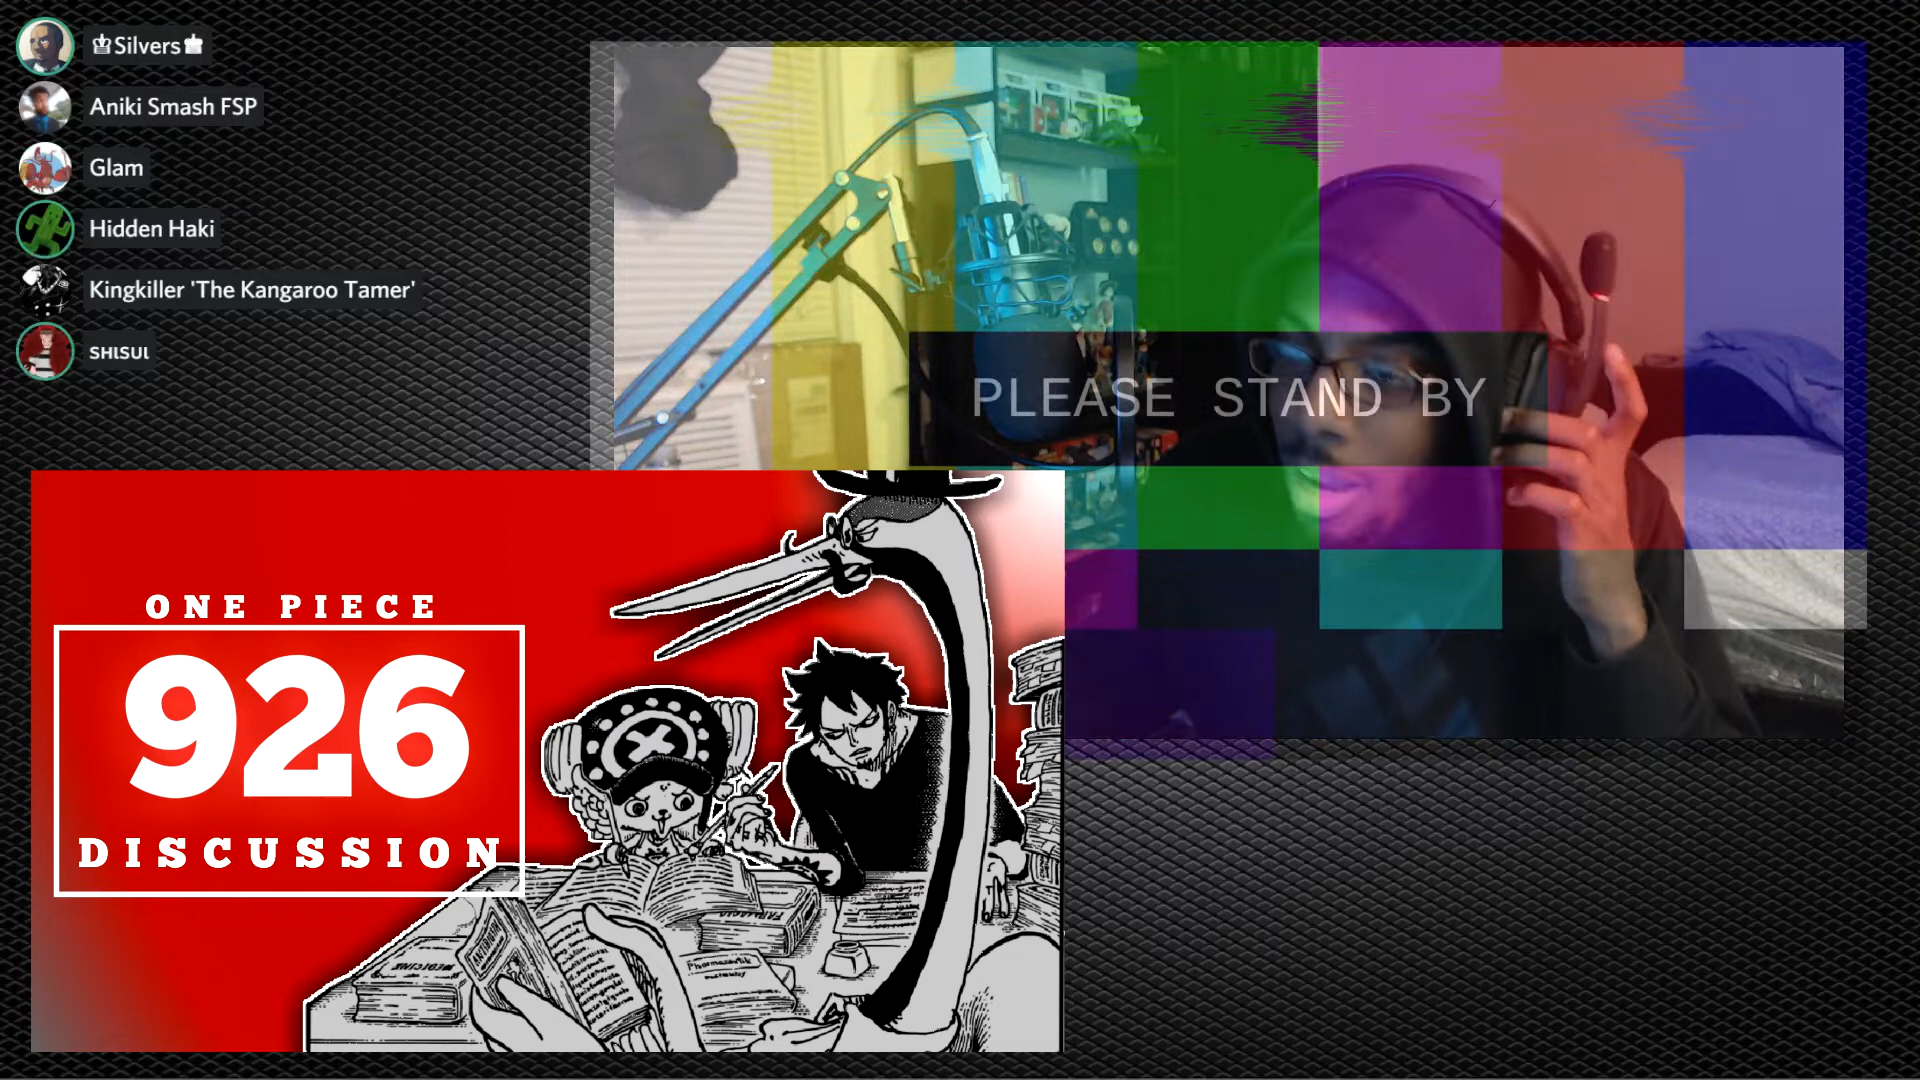 ♔Silvers♚
Aniki Smash FSP
Glam
Hidden Haki
Kingkiller 'The Kangaroo Tamer'
SHISUI
PLEASE STAND BY
ONE PIECE
926
DISCUSSION
MEDICINE